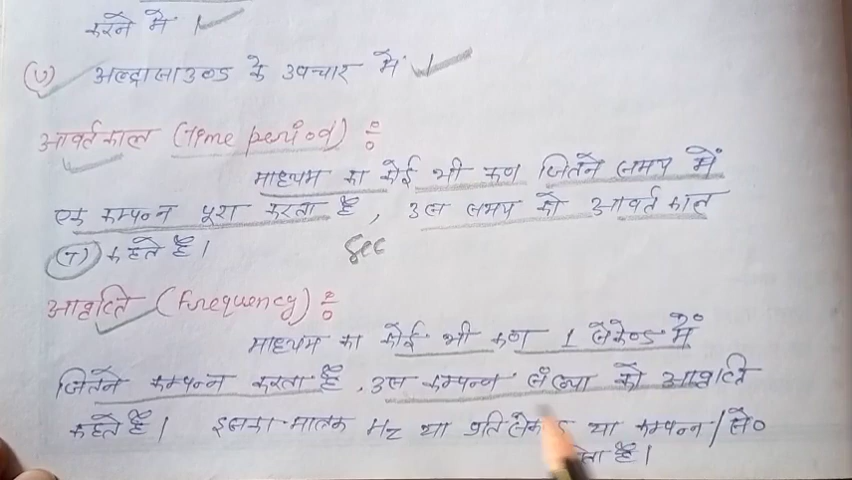 करने में ।
(v) अल्ट्रासाउण्ड के उपचार में ।
आवर्तकाल (Time period) ÷
माध्यम का कोई भी कण जितने समय में
एक कम्पन्न पूरा करता है, उस समय को आवर्तकाल
(T) कहते हैं। Sec
आवृत्ति (Frequency) ÷
माध्यम का कोई भी कण 1 सेकेण्ड में
जितने कम्पन्न करता है, उस कम्पन्न संख्या को आवृत्ति
कहते हैं। इसका मात्रक Hz या प्रति या कम्पन्न/से०
है।